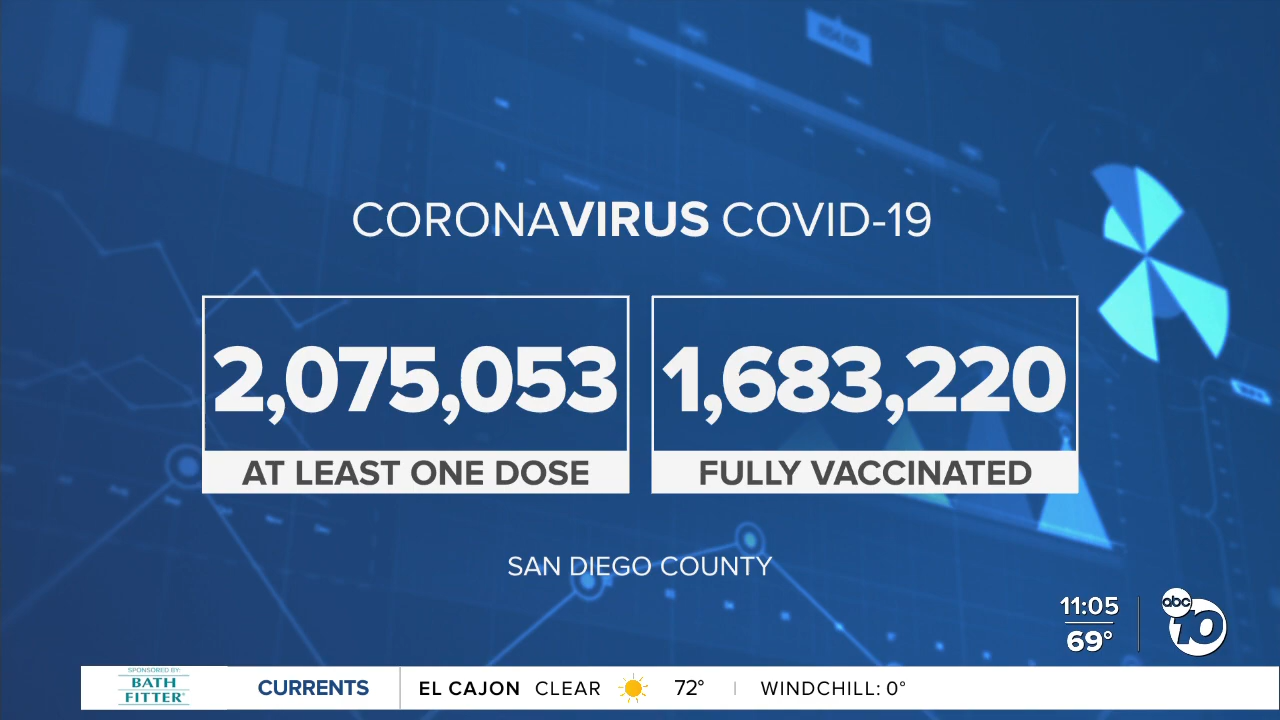 CORONAVIRUS COVID-19
2,075,053
AT LEAST ONE DOSE
1,683,220
FULLY VACCINATED
SAN DIEGO COUNTY
11:05
69°
abc
10
SPONSORED BY:
BATH
FITTER®
CURRENTS
EL CAJON CLEAR 72° | WINDCHILL: 0°